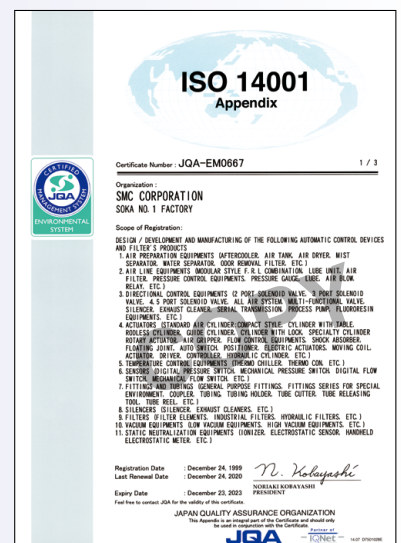 ISO 14001
Appendix
Certificate Number : JQA-EM0667
1 / 3
Organization :
SMC CORPORATION
SOKA NO. 1 FACTORY
Scope of Registration:
DESIGN / DEVELOPMENT AND MANUFACTURING OF THE FOLLOWING AUTOMATIC CONTROL DEVICES
AND FILTER'S PRODUCTS
1. AIR PREPARATION EQUIPMENTS (AFTERCOOLER, AIR TANK, AIR DRYER, MIST
SEPARATOR, WATER SEPARATOR, ODOR REMOVAL FILTER, ETC.)
2. AIR LINE EQUIPMENTS (MODULAR STYLE F.R.L COMBINATION, LUBE UNIT, AIR
FILTER, PRESSURE CONTROL EQUIPMENTS, PRESSURE GAUGE, LUBE, AIR BLOW,
RELAY, ETC.)
3. DIRECTIONAL CONTROL EQUIPMENTS (2 PORT SOLENOID VALVE, 3 PORT SOLENOID
VALVE, 4.5 PORT SOLENOID VALVE, ALL AIR SYSTEM, MULTI-FUNCTIONAL VALVE,
SILENCER, EXHAUST CLEANER, SERIAL TRANSMISSION, PROCESS PUMP, FLUORORESIN
EQUIPMENTS, ETC.)
4. ACTUATORS (STANDARD AIR CYLINDER, COMPACT STYLE, CYLINDER WITH TABLE,
RODLESS CYLINDER, GUIDE CYLINDER, CYLINDER WITH LOCK, SPECIALTY CYLINDER
ROTARY ACTUATOR, AIR GRIPPER, FLOW CONTROL EQUIPMENTS, SHOCK ABSORBER,
FLOATING JOINT, AUTO SWITCH, POSITIONER, ELECTRIC ACTUATORS, MOVING COIL,
ACTUATOR, DRIVER, CONTROLLER, HYDRAULIC CYLINDER, ETC.)
5. TEMPERATURE CONTROL EQUIPMENTS (THERMO CHILLER, THERMO CON, ETC.)
6. SENSORS (DIGITAL PRESSURE SWITCH, MECHANICAL PRESSURE SWITCH, DIGITAL FLOW
SWITCH, MECHANICAL FLOW SWITCH, ETC)
7. FITTINGS AND TUBINGS (GENERAL PURPOSE FITTINGS, FITTINGS SERIES FOR SPECIAL
ENVIRONMENT, COUPLER, TUBING, TUBING HOLDER, TUBE CUTTER, TUBE RELEASING
TOOL, TUBE REEL, ETC.)
8. SILENCERS (SILENCER, EXHAUST CLEANERS, ETC.)
9. FILTERS (FILTER ELEMENTS, INDUSTRIAL FILTERS, HYDRAULIC FILTERS, ETC.)
10. VACUUM EQUIPMENTS (LOW VACUUM EQUIPMENTS, HIGH VACUUM EQUIPMENTS, ETC.)
11. STATIC NEUTRALIZATION EQUIPMENTS (IONIZER, ELECTROSTATIC SENSOR, HANDHELD
ELECTROSTATIC METER, ETC.)
COPY
CERTIFIED
MANAGEMENT SYSTEM
JQA
ENVIRONMENTAL
SYSTEM
Registration Date : December 24, 1999
Last Renewal Date : December 24, 2020
Expiry Date : December 23, 2023
N. Kobayashi
NORIAKI KOBAYASHI
PRESIDENT
Feel free to contact JQA for the validity of this certificate.
JAPAN QUALITY ASSURANCE ORGANIZATION
This Appendix is an integral part of the Certificate and should only
be used in conjunction with the Certificate.
JQA
Partner of
IQNet